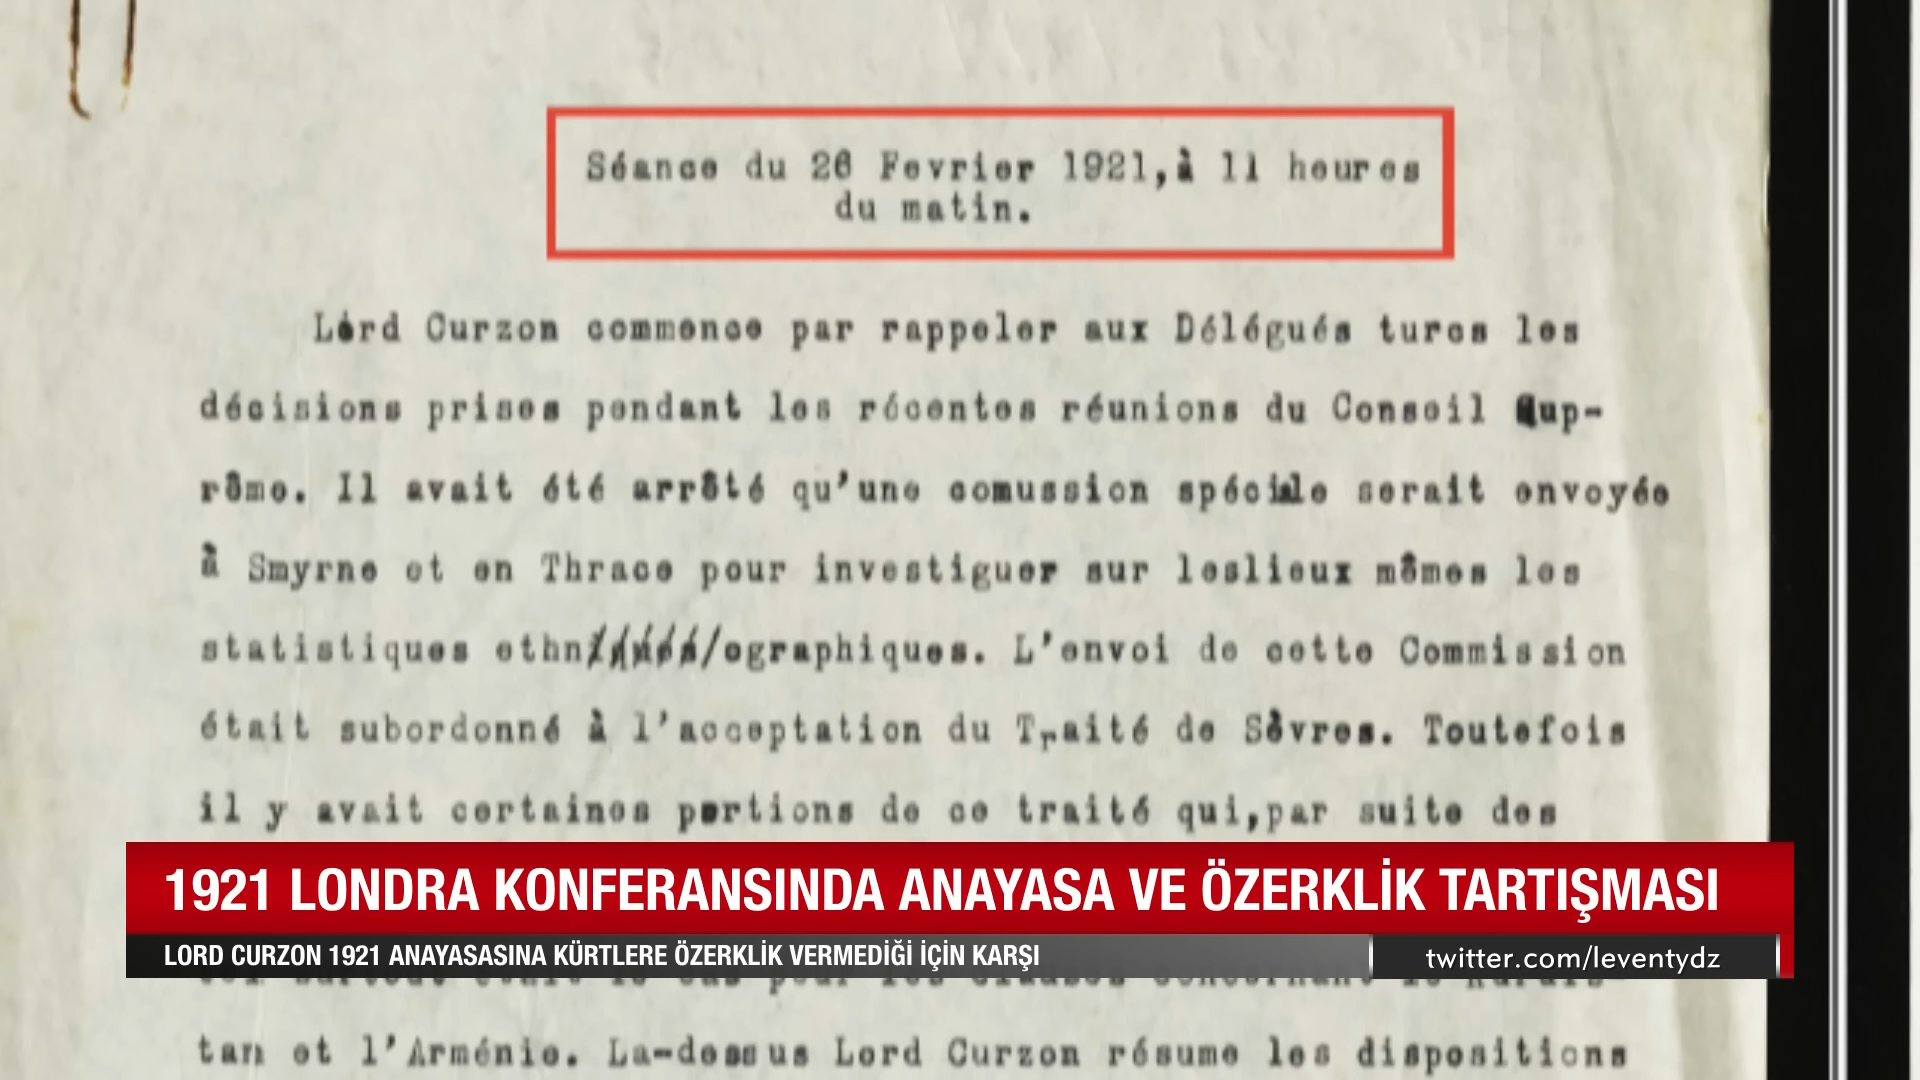 Séance du 26 Fevrier 1921, à 11 heures
du matin.
Lord Curzon commence par rappeler aux Délégués turcs les
décisions prises pendant les récentes réunions du Conseil Sup-
rême. Il avait été arrêté qu'une comussion spéciale serait envoyée
à Smyrne et en Thrace pour investiguer sur leslieux mêmes les
statistiques ethn/ographiques. L'envoi de cette Commission
était subordonné à l'acceptation du Traité de Sèvres. Toutefois
il y avait certaines portions de ce traité qui,par suite des
1921 LONDRA KONFERANSINDA ANAYASA VE ÖZERKLİK TARTIŞMASI
LORD CURZON 1921 ANAYASASINA KÜRTLERE ÖZERKLİK VERMEDİĞİ İÇİN KARŞI
twitter.com/leventydz
tan et l'Arménie. La-dessus Lord Curzon résume les dispositions